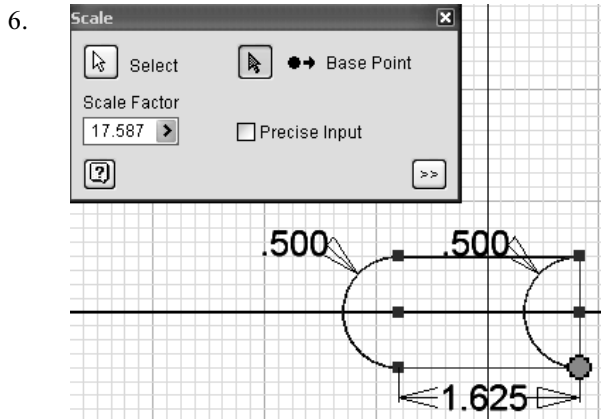 6.
Scale
Select
Base Point
Scale Factor
17.587
Precise Input
>>
.500 .500
1.625